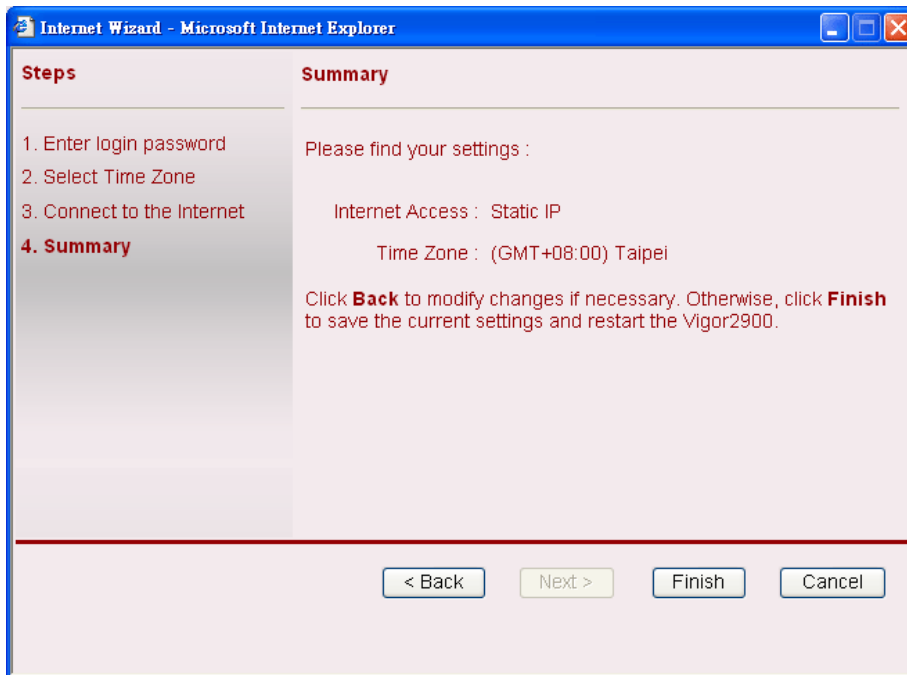 Internet Wizard - Microsoft Internet Explorer
Steps
1. Enter login password
2. Select Time Zone
3. Connect to the Internet
4. Summary
Summary
Please find your settings :
Internet Access : Static IP
Time Zone : (GMT+08:00) Taipei
Click Back to modify changes if necessary. Otherwise, click Finish
to save the current settings and restart the Vigor2900.
< Back
Next >
Finish
Cancel